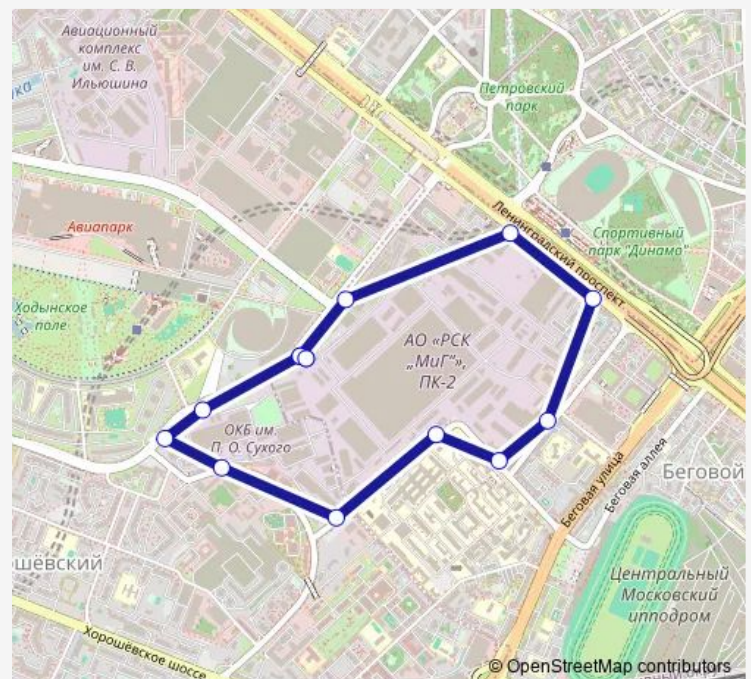 Авиационный
комплекс
им. С. В.
Ильюшина
Петровский
парк
Ленинградский проспект
Спортивный
парк "Динамо"
Авиапарк
Ходынское
поле
АО «РСК
„МиГ“»,
ПК-2
ОКБ им.
П. О. Сухого
Беговая улица
Беговая аллея
Беговой
Центральный
Московский
ипподром
Хорошёвское шоссе
© OpenStreetMap contributors